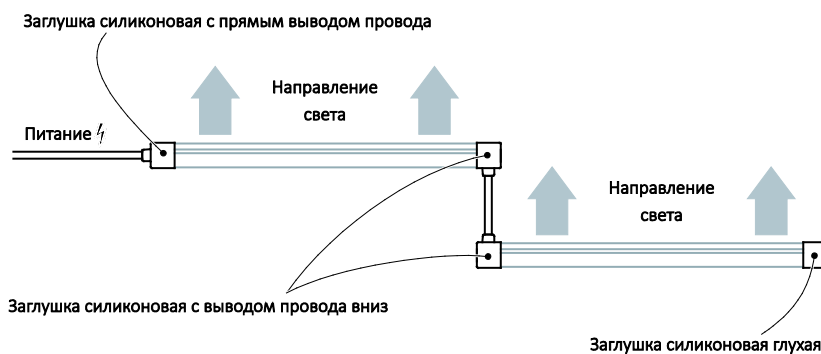 Заглушка силиконовая с прямым выводом провода
Направление
света
Питание
Направление
света
Заглушка силиконовая с выводом провода вниз
Заглушка силиконовая глухая